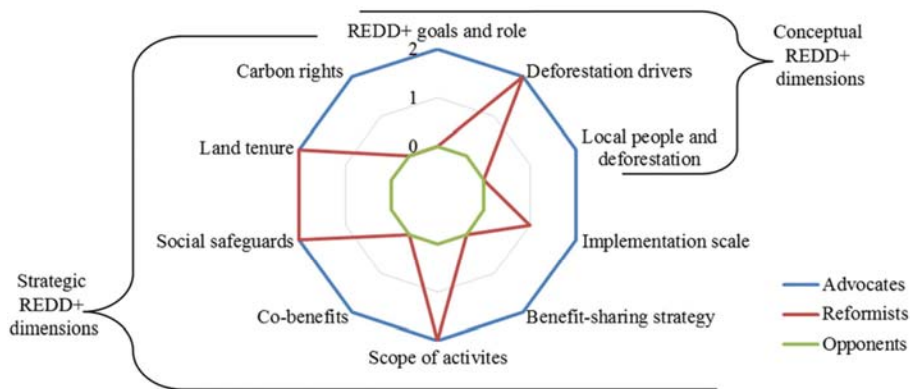 REDD+ goals and role
Conceptual
REDD+
dimensions
2
Carbon rights
Deforestation drivers
1
Land tenure
0
Local people and
deforestation
Social safeguards
Implementation scale
Strategic
REDD+
dimensions
Co-benefits
Benefit-sharing strategy
Scope of activites
Advocates
Reformists
Opponents